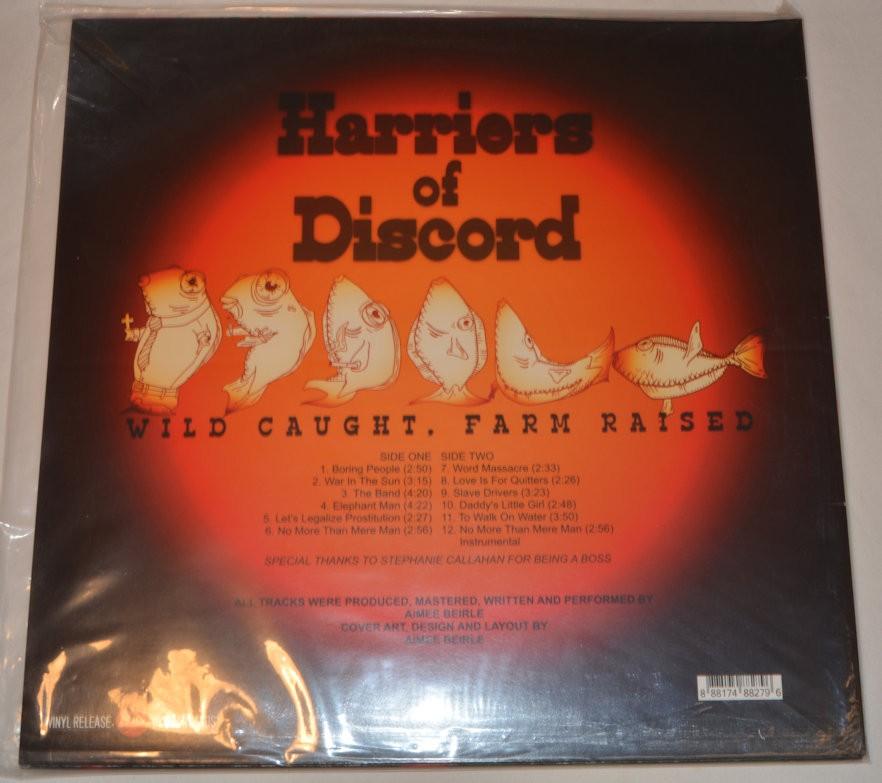 Harriers
of
Discord
WILD CAUGHT. FARM RAISED
SIDE ONE
1. Boring People (2:50)
2. War In The Sun (3:15)
3. The Band (4:20)
4. Elephant Man (4:22)
5. Let's Legalize Prostitution (2:27)
6. No More Than Mere Man (2:56)
SIDE TWO
7. Word Massacre (2:33)
8. Love Is For Quitters (2:26)
9. Slave Drivers (3:23)
10. Daddy's Little Girl (2:48)
11. To Walk On Water (3:50)
12. No More Than Mere Man (2:56)
Instrumental
SPECIAL THANKS TO STEPHANIE CALLAHAN FOR BEING A BOSS
ALL TRACKS WERE PRODUCED, MASTERED, WRITTEN AND PERFORMED BY
AIMEE BEIRLE
COVER ART, DESIGN AND LAYOUT BY
AIMEE BEIRLE
8 88174 88279 6
VINYL RELEASE